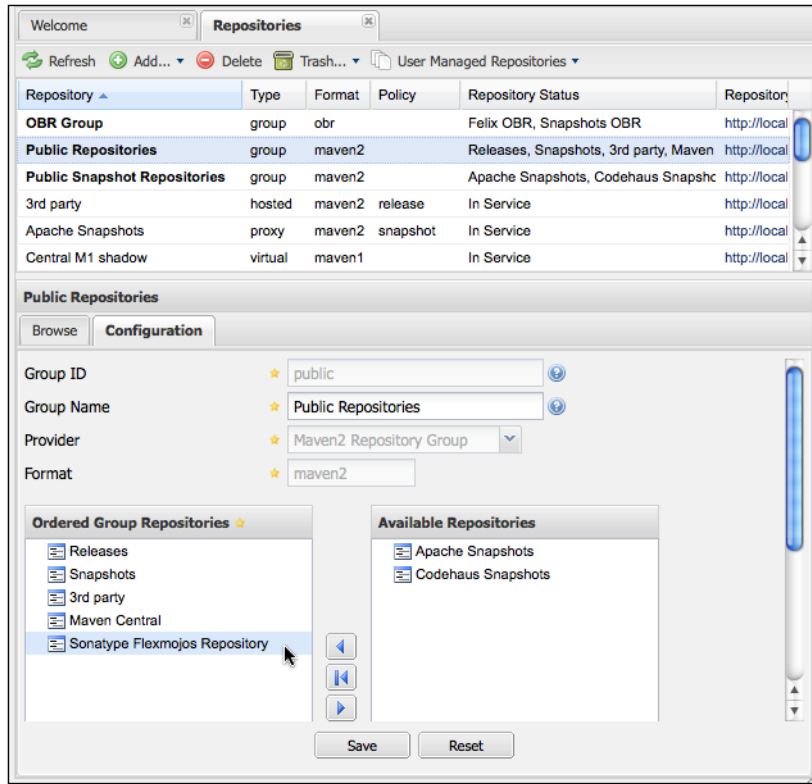 Welcome Repositories
Refresh Add... Delete Trash... User Managed Repositories
Repository Type Format Policy Repository Status Repository
OBR Group group obr Felix OBR, Snapshots OBR http://local
Public Repositories group maven2 Releases, Snapshots, 3rd party, Maven http://local
Public Snapshot Repositories group maven2 Apache Snapshots, Codehaus Snapshc http://local
3rd party hosted maven2 release In Service http://local
Apache Snapshots proxy maven2 snapshot In Service http://local
Central M1 shadow virtual maven1 In Service http://local
Public Repositories
Browse Configuration
Group ID public
Group Name Public Repositories
Provider Maven2 Repository Group
Format maven2
Ordered Group Repositories Available Repositories
Releases Apache Snapshots
Snapshots Codehaus Snapshots
3rd party
Maven Central
Sonatype Flexmojos Repository
Save Reset